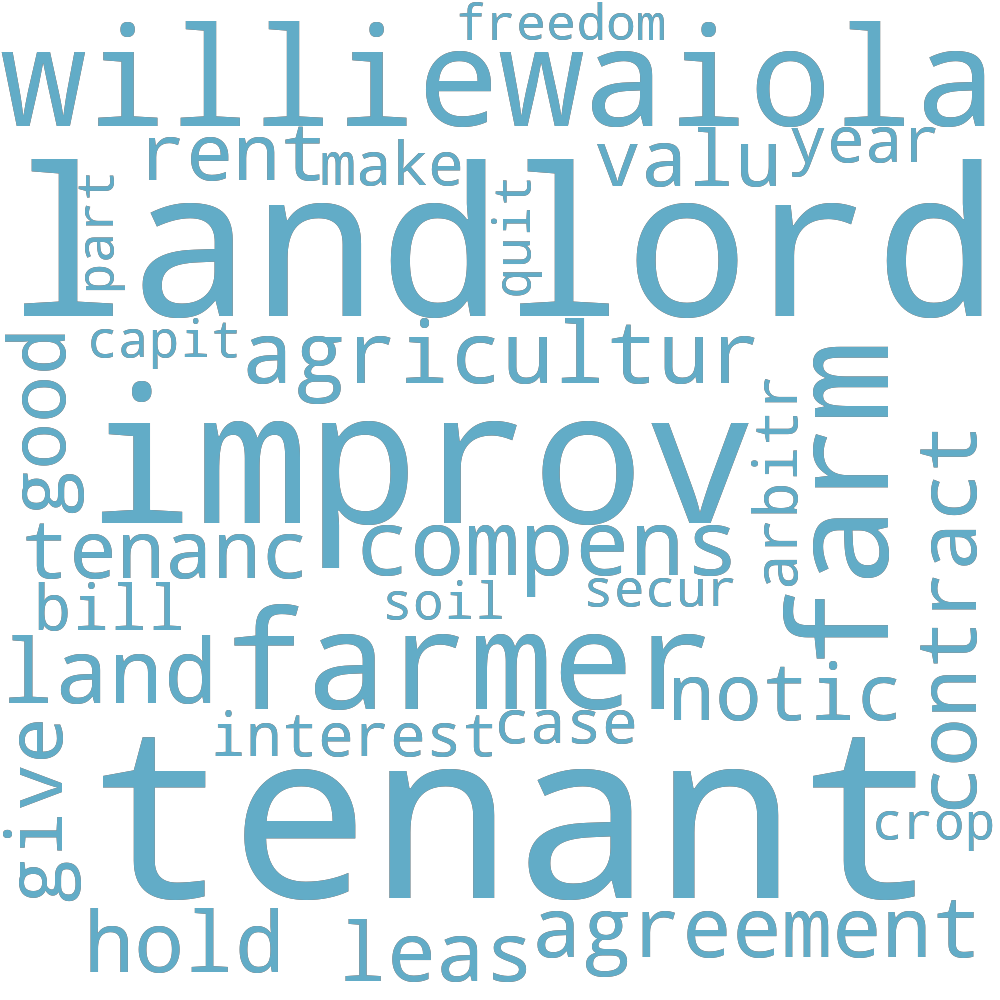 freedom
williewaiola
rent make valu year
landlord
part
quit
capit agricultur
good
improv
arbitr
farm
contract
tenanc compens
bill soil secur
land farmer notic
interest case
give
tenant
crop
hold leas agreement